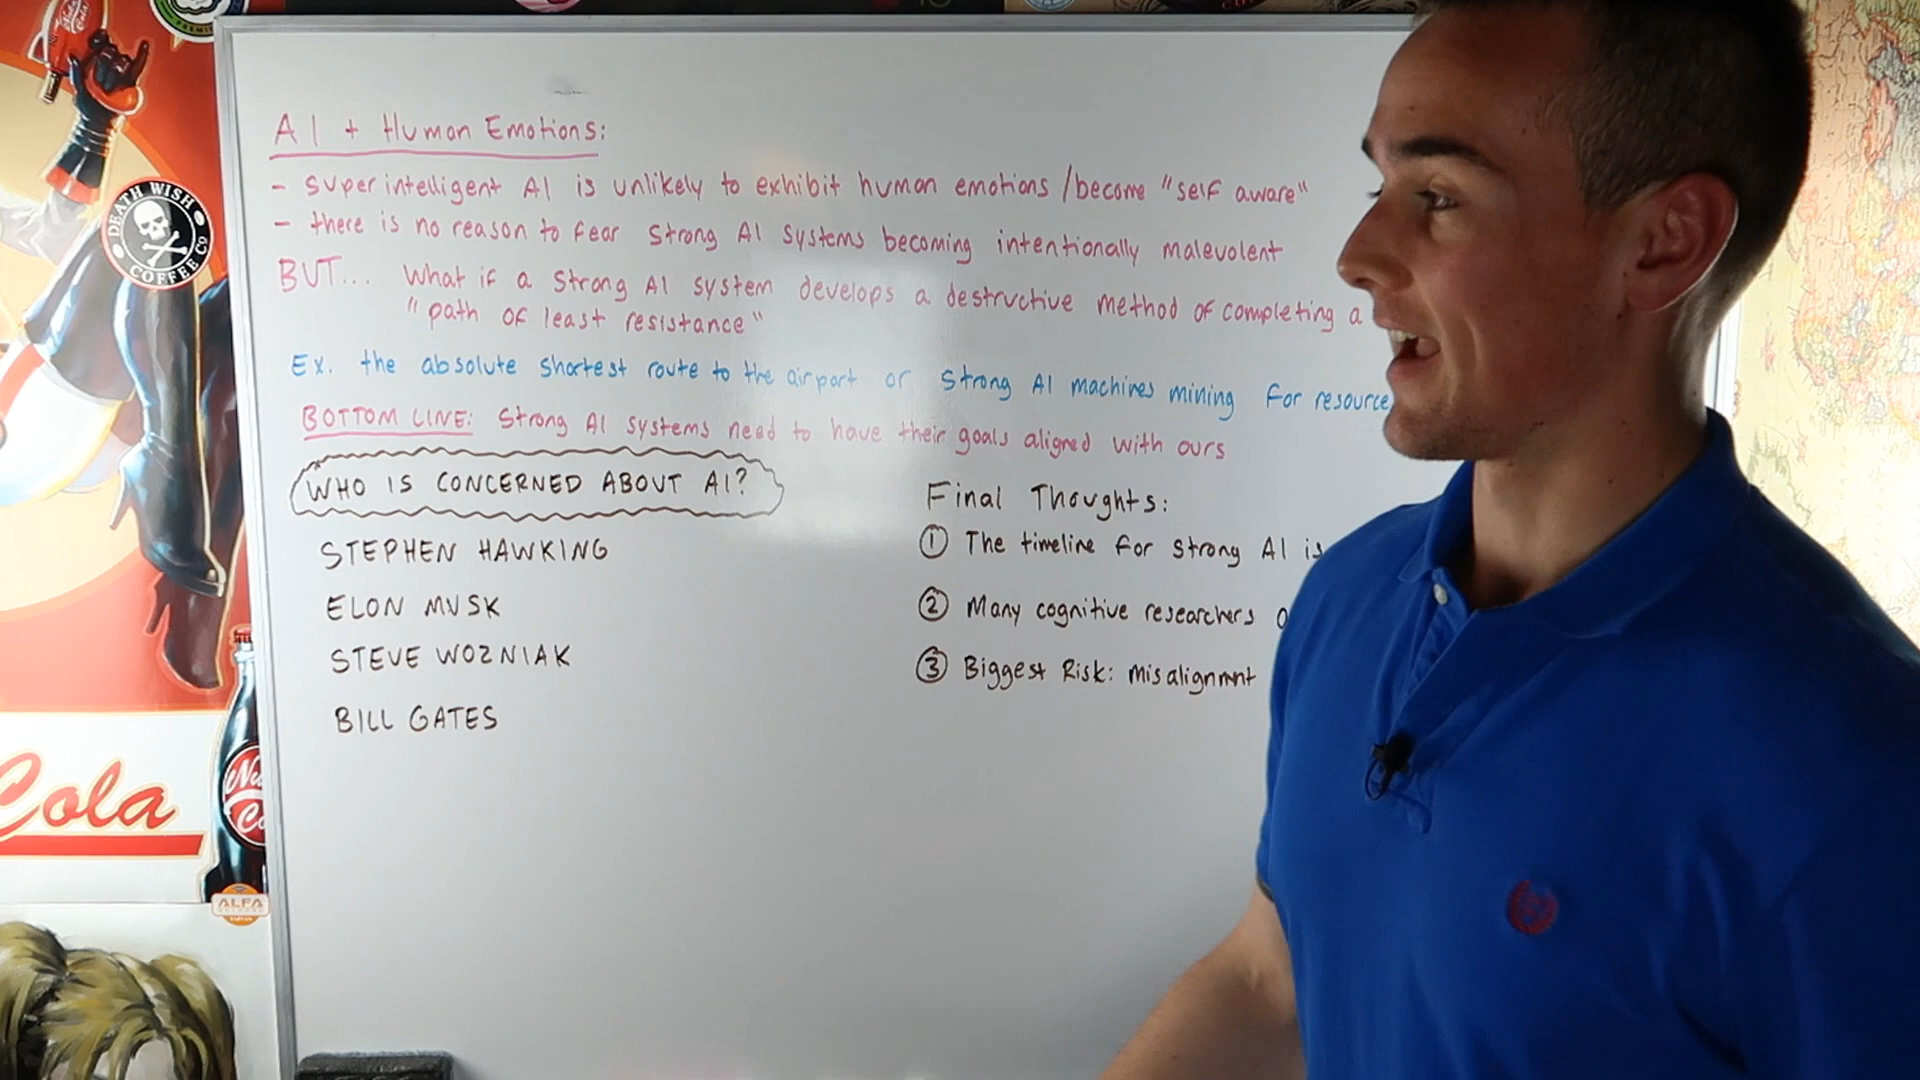 AI + Human Emotions:
- superintelligent AI is unlikely to exhibit human emotions / become "self aware"
- there is no reason to fear Strong AI systems becoming intentionally malevolent
BUT... What if a Strong AI system develops a destructive method of completing a
"path of least resistance"
Ex. the absolute shortest route to the airport or Strong AI machines mining for resource
BOTTOM LINE: Strong AI systems need to have their goals aligned with ours
WHO IS CONCERNED ABOUT AI?
STEPHEN HAWKING
ELON MUSK
STEVE WOZNIAK
BILL GATES
Final Thoughts:
① The timeline for Strong AI is
② Many cognitive researchers
③ Biggest Risk: misalignmnt
DEATH WISH
COFFEE CO
Cola
Nu
Co
ALFA